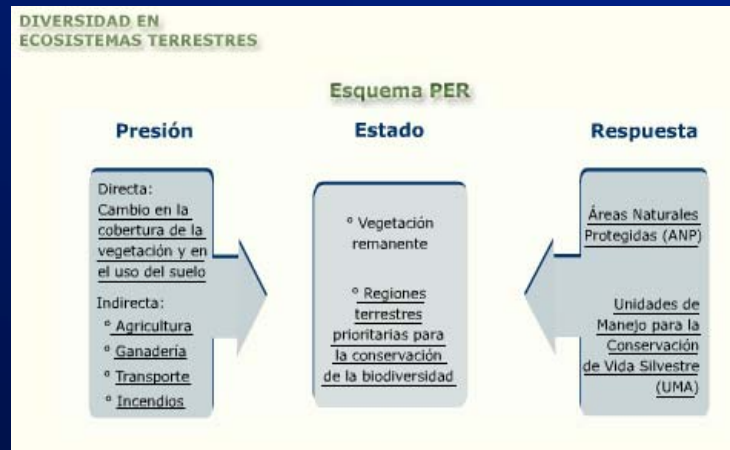 DIVERSIDAD EN
ECOSISTEMAS TERRESTRES
Esquema PER
Presión
Directa:
Cambio en la
cobertura de la
vegetación y en
el uso del suelo
Indirecta:
° Agricultura
° Ganadería
° Transporte
° Incendios
Estado
° Vegetación
remanente
° Regiones
terrestres
prioritarias para
la conservación
de la biodiversidad
Respuesta
Áreas Naturales
Protegidas (ANP)
Unidades de
Manejo para la
Conservación
de Vida Silvestre
(UMA)